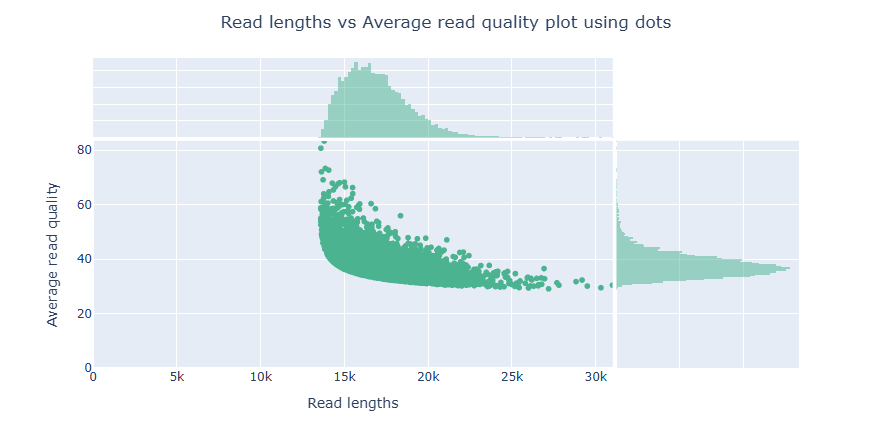 Read lengths vs Average read quality plot using dots
80
60
40
20
0
Average read quality
0
5k
10k
15k
20k
25k
30k
Read lengths